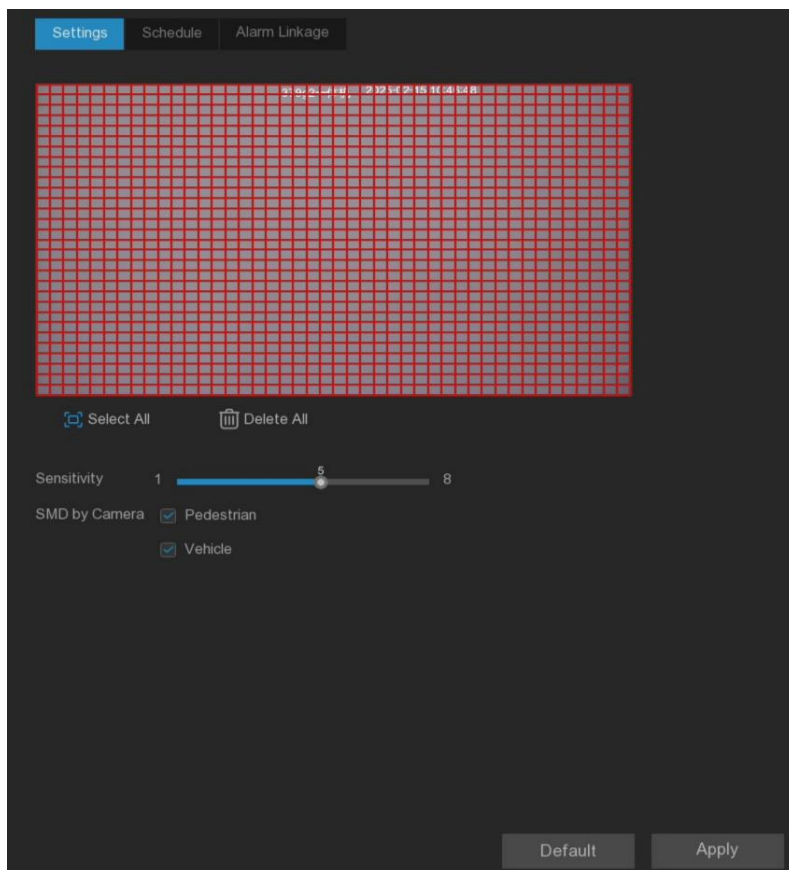 Settings Schedule Alarm Linkage
Select All Delete All
5
Sensitivity 1 8
SMD by Camera Pedestrian
Vehicle
Default Apply